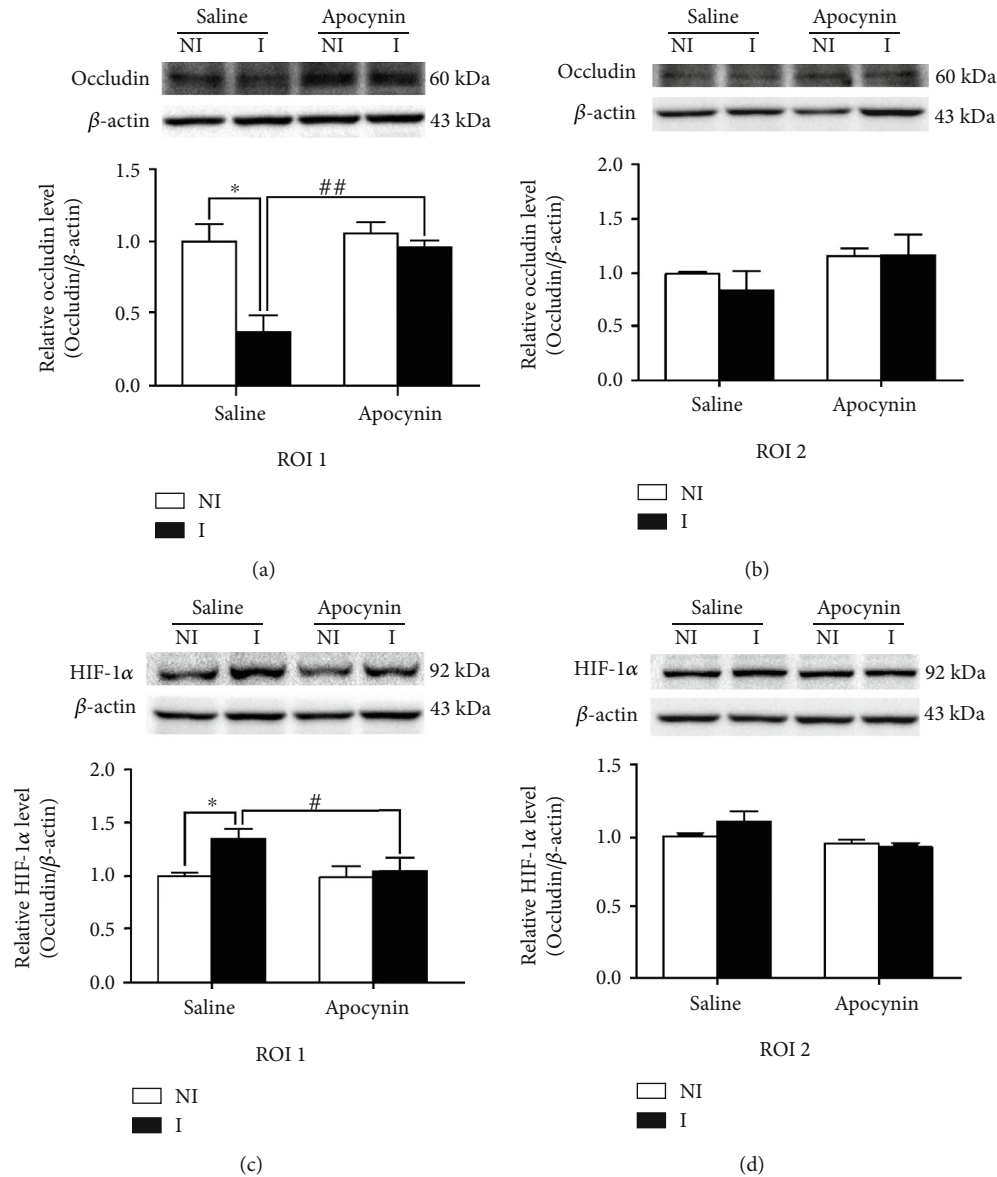 Saline Apocynin
NI I NI I
Occludin 60 kDa
β-actin 43 kDa
Relative occludin level
(Occludin/β-actin)
1.5
1.0
0.5
0.0
* ##
Saline Apocynin
ROI 1
NI
I
(a)
Saline Apocynin
NI I NI I
Occludin 60 kDa
β-actin 43 kDa
Relative occludin level
(Occludin/β-actin)
2.0
1.5
1.0
0.5
0.0
Saline Apocynin
ROI 2
NI
I
(b)
Saline Apocynin
NI I NI I
HIF-1α 92 kDa
β-actin 43 kDa
Relative HIF-1α level
(Occludin/β-actin)
2.0
1.5
1.0
0.5
0.0
* #
Saline Apocynin
ROI 1
NI
I
(c)
Saline Apocynin
NI I NI I
HIF-1α 92 kDa
β-actin 43 kDa
Relative HIF-1α level
(Occludin/β-actin)
1.5
1.0
0.5
0.0
Saline Apocynin
ROI 2
NI
I
(d)